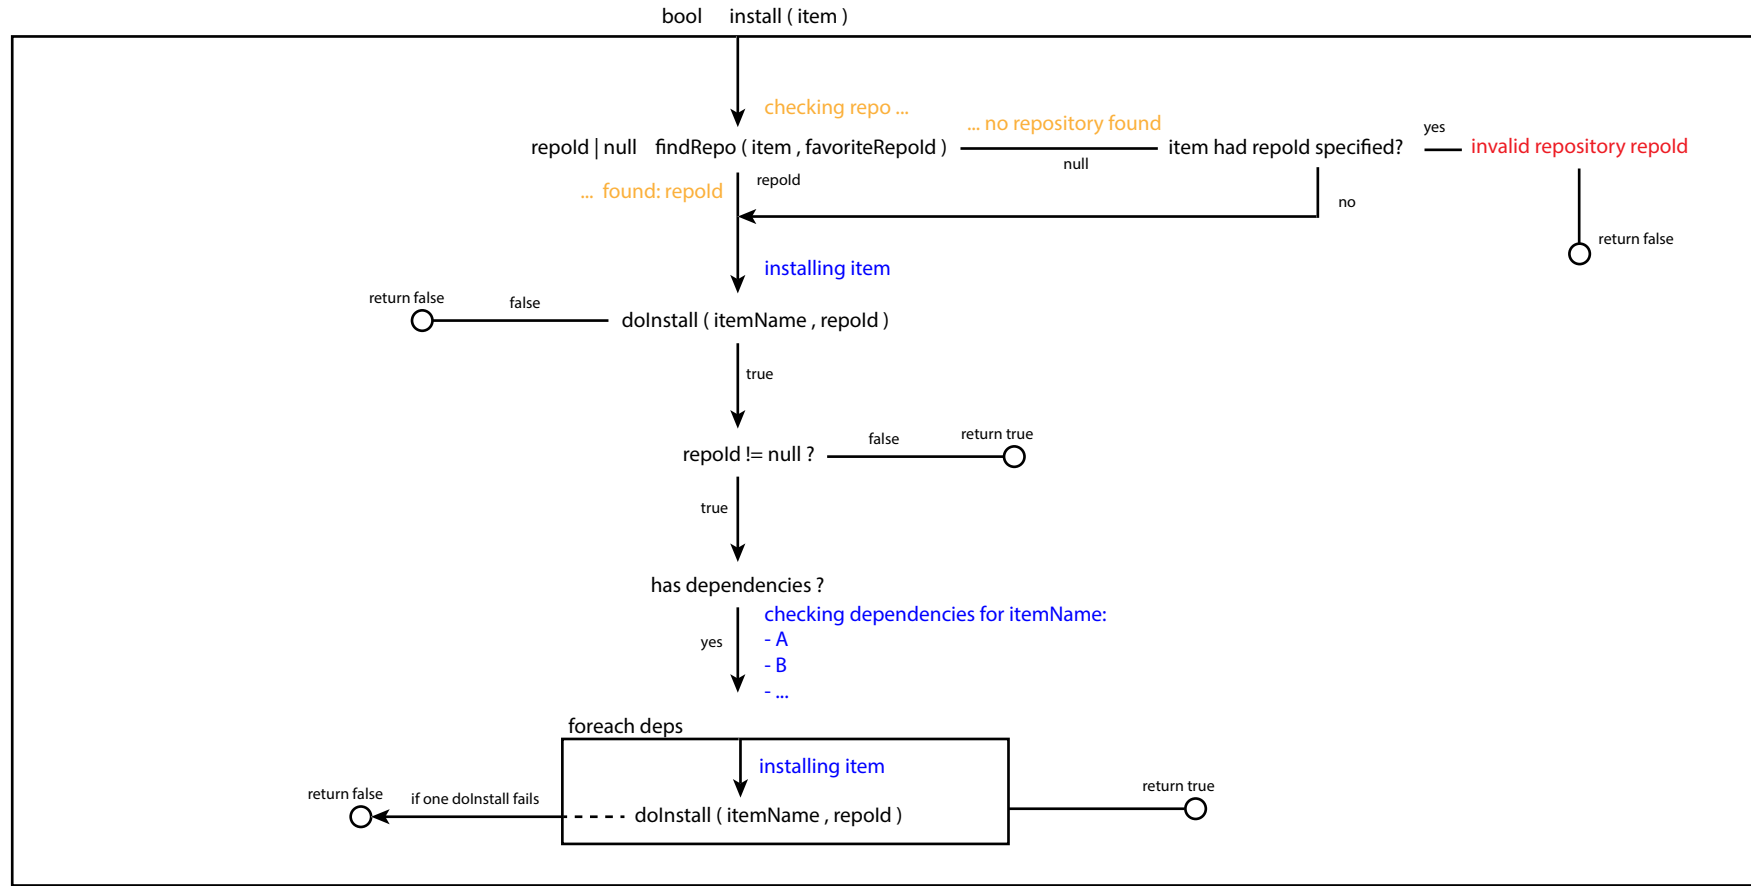 bool install ( item )
checking repo ...
... no repository found
yes
repoId | null findRepo ( item , favoriteRepoId )
null
item had repoId specified?
invalid repository repoId
repoId
... found: repoId
no
return false
installing item
return false
false
doInstall ( itemName , repoId )
true
repoId != null ?
false
return true
true
has dependencies ?
checking dependencies for itemName:
yes
- A
- B
- ...
foreach deps
installing item
return false
if one doInstall fails
doInstall ( itemName , repoId )
return true